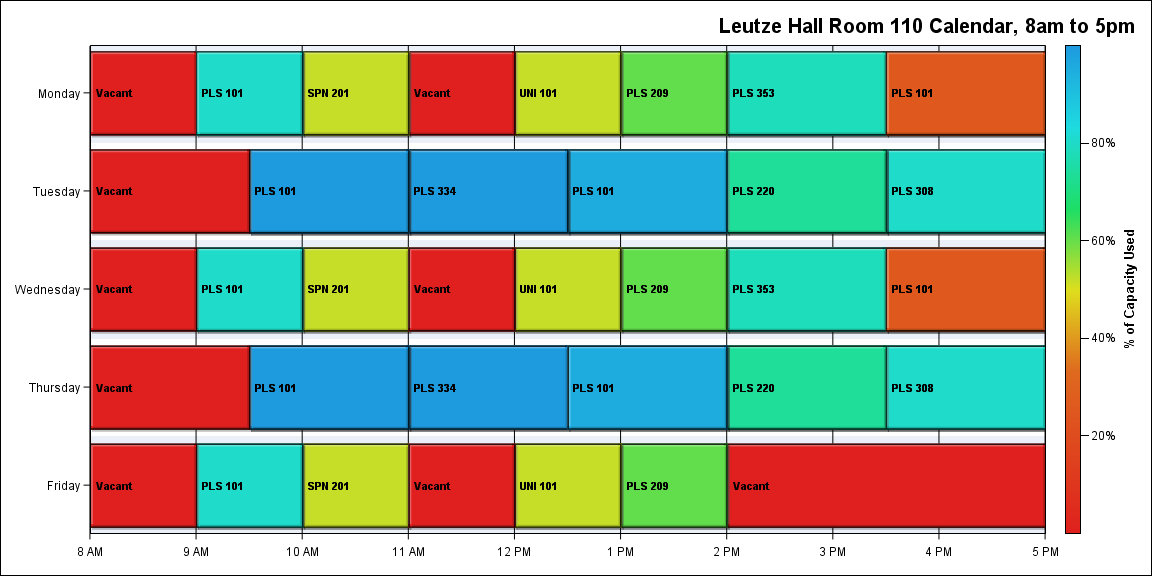 Leutze Hall Room 110 Calendar, 8am to 5pm
Monday
Vacant
PLS 101
SPN 201
Vacant
UNI 101
PLS 209
PLS 353
PLS 101
Tuesday
Vacant
PLS 101
PLS 334
PLS 101
PLS 220
PLS 308
Wednesday
Vacant
PLS 101
SPN 201
Vacant
UNI 101
PLS 209
PLS 353
PLS 101
Thursday
Vacant
PLS 101
PLS 334
PLS 101
PLS 220
PLS 308
Friday
Vacant
PLS 101
SPN 201
Vacant
UNI 101
PLS 209
Vacant
8 AM
9 AM
10 AM
11 AM
12 PM
1 PM
2 PM
3 PM
4 PM
5 PM
80%
60%
40%
20%
% of Capacity Used